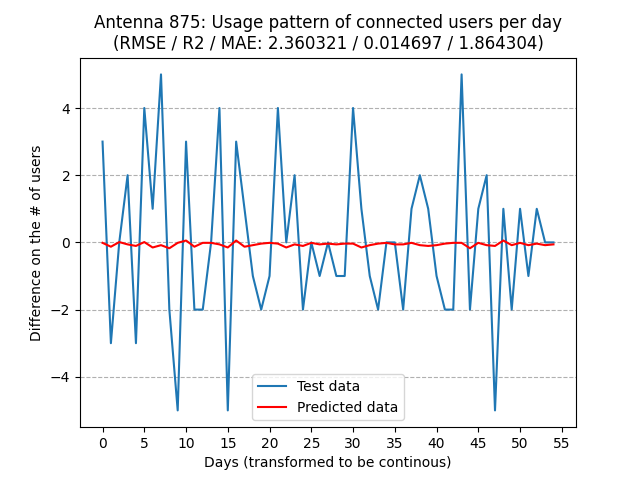 Antenna 875: Usage pattern of connected users per day
(RMSE / R2 / MAE: 2.360321 / 0.014697 / 1.864304)
Difference on the # of users
4
2
0
−2
−4
Test data
Predicted data
0 5 10 15 20 25 30 35 40 45 50 55
Days (transformed to be continous)